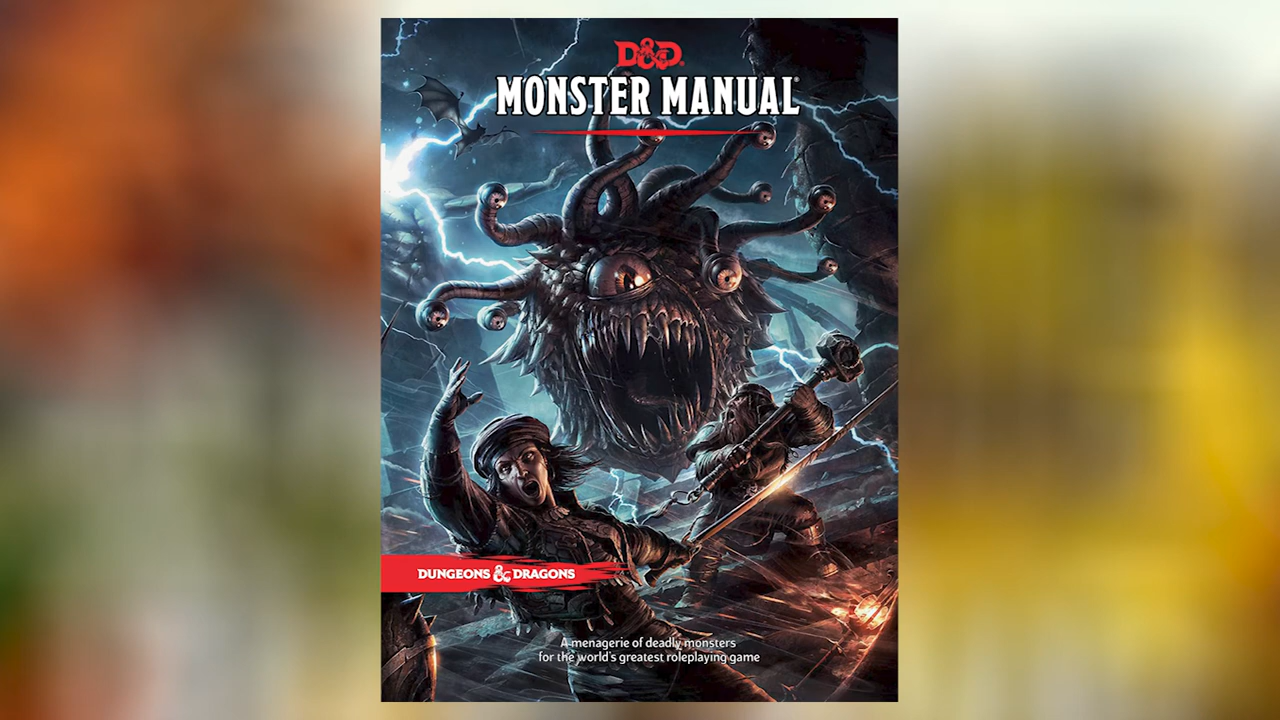 D&D
MONSTER MANUAL®
DUNGEONS & DRAGONS
A menagerie of deadly monsters
for the world's greatest roleplaying game